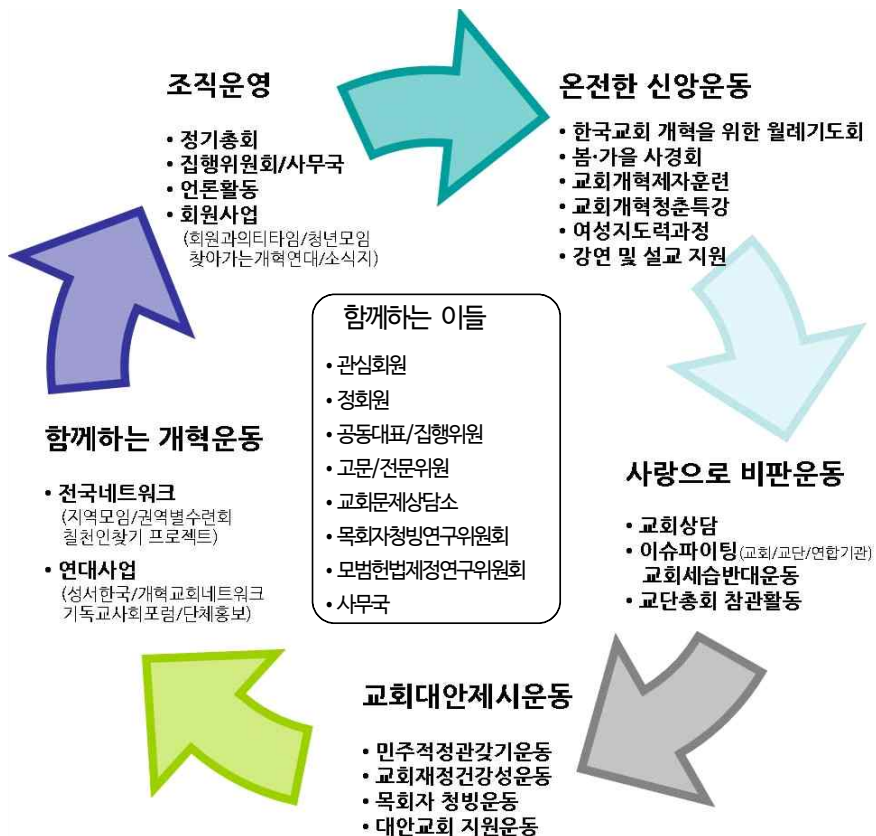 조직운영
• 정기총회
• 집행위원회/사무국
• 언론활동
• 회원사업
(회원과의티타임/청년모임
찾아가는개혁연대/소식지)
온전한 신앙운동
• 한국교회 개혁을 위한 월례기도회
• 봄·가을 사경회
• 교회개혁제자훈련
• 교회개혁청춘특강
• 여성지도력과정
• 강연 및 설교 지원
사랑으로 비판운동
• 교회상담
• 이슈파이팅(교회/교단/연합기관)
교회세습반대운동
• 교단총회 참관활동
교회대안제시운동
• 민주적정관갖기운동
• 교회재정건강성운동
• 목회자 청빙운동
• 대안교회 지원운동
함께하는 개혁운동
• 전국네트워크
(지역모임/권역별수련회
칠천인찾기 프로젝트)
• 연대사업
(성서한국/개혁교회네트워크
기독교사회포럼/단체홍보)
함께하는 이들
• 관심회원
• 정회원
• 공동대표/집행위원
• 고문/전문위원
• 교회문제상담소
• 목회자청빙연구위원회
• 모범헌법제정연구위원회
• 사무국